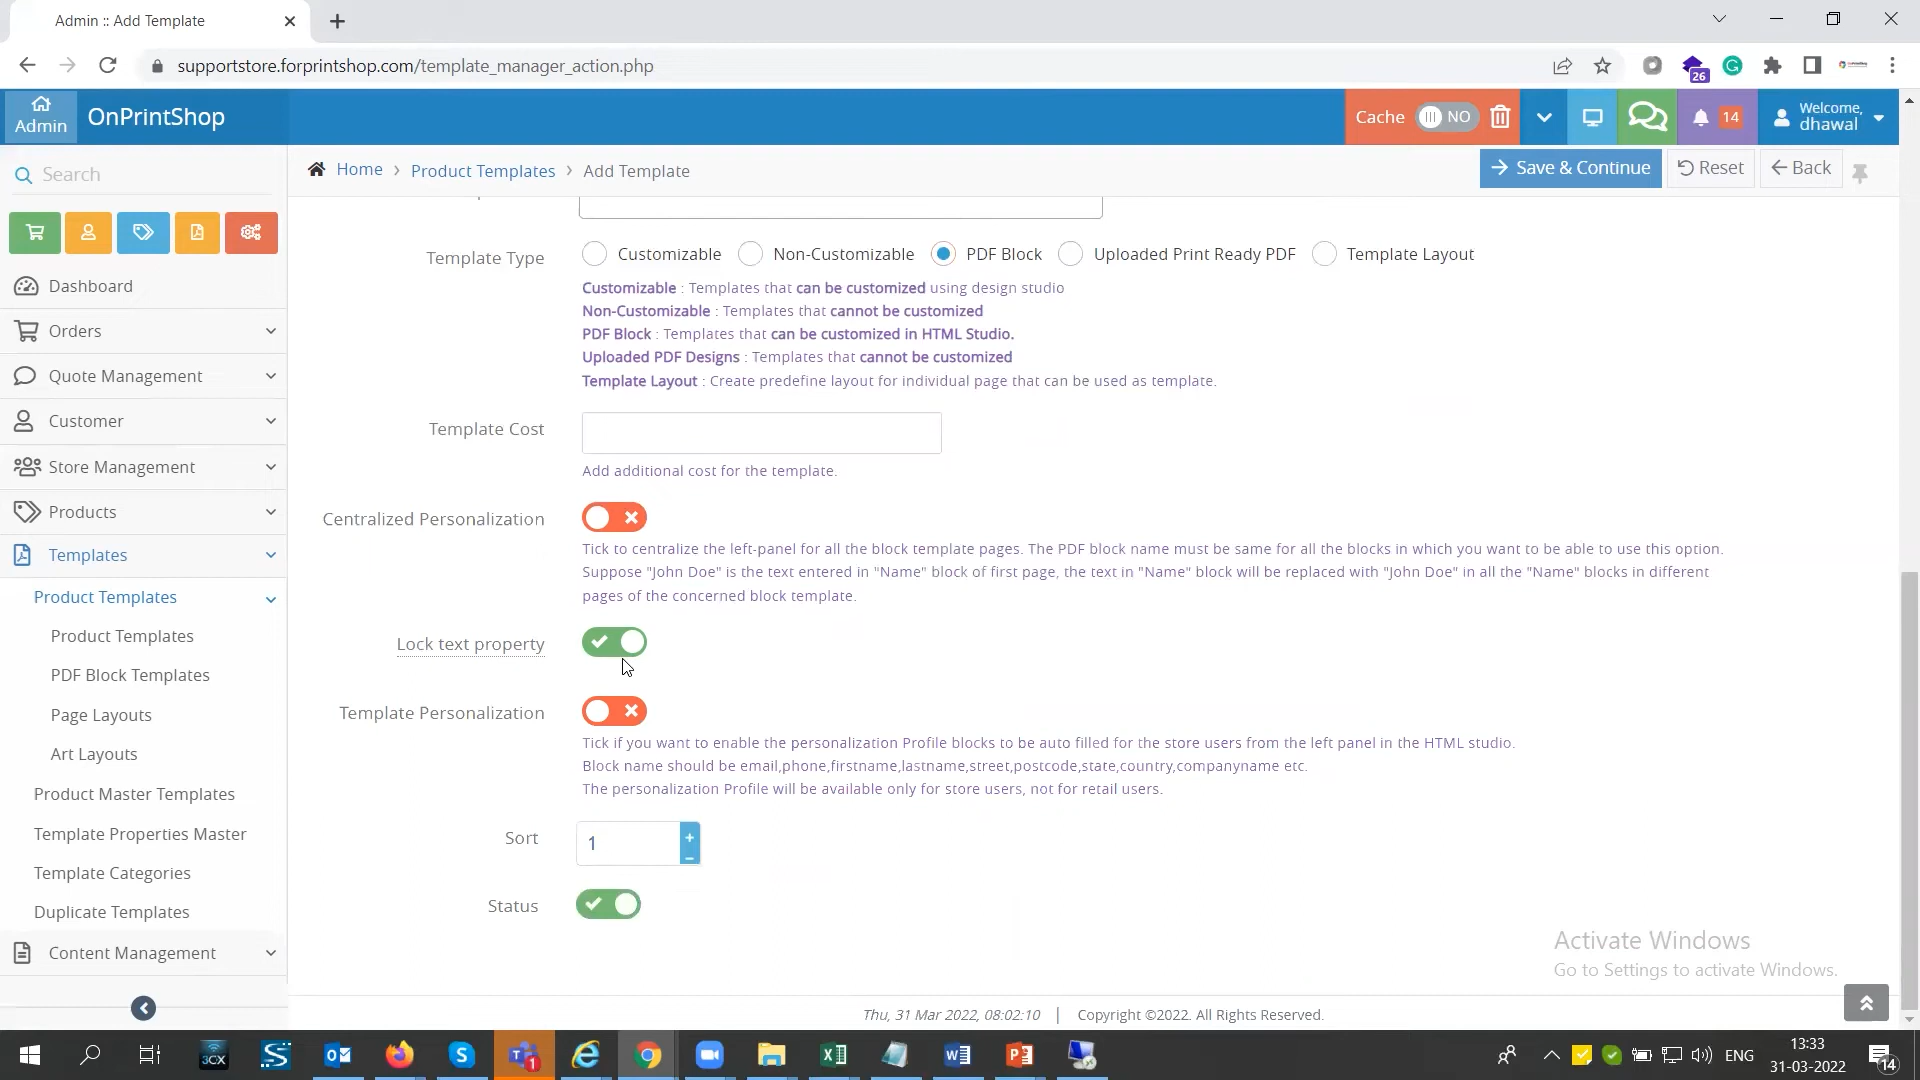 Admin :: Add Template
supportstore.forprintshop.com/template_manager_action.php
26
Admin
OnPrintShop
Cache
NO
14
Welcome,
dhawal
Search
Home › Product Templates › Add Template
Save & Continue
Reset
Back
Dashboard
Orders
Quote Management
Customer
Store Management
Products
Templates
Product Templates
Product Templates
PDF Block Templates
Page Layouts
Art Layouts
Product Master Templates
Template Properties Master
Template Categories
Duplicate Templates
Content Management
Template Type
Customizable
Non-Customizable
PDF Block
Uploaded Print Ready PDF
Template Layout
Customizable : Templates that can be customized using design studio
Non-Customizable : Templates that cannot be customized
PDF Block : Templates that can be customized in HTML Studio.
Uploaded PDF Designs : Templates that cannot be customized
Template Layout : Create predefine layout for individual page that can be used as template.
Template Cost
Add additional cost for the template.
Centralized Personalization
Tick to centralize the left-panel for all the block template pages. The PDF block name must be same for all the blocks in which you want to be able to use this option.
Suppose "John Doe" is the text entered in "Name" block of first page, the text in "Name" block will be replaced with "John Doe" in all the "Name" blocks in different
pages of the concerned block template.
Lock text property
Template Personalization
Tick if you want to enable the personalization Profile blocks to be auto filled for the store users from the left panel in the HTML studio.
Block name should be email,phone,firstname,lastname,street,postcode,state,country,companyname etc.
The personalization Profile will be available only for store users, not for retail users.
Sort
1
Status
Activate Windows
Go to Settings to activate Windows.
Thu, 31 Mar 2022, 08:02:10 | Copyright ©2022. All Rights Reserved.
3CX
1
ENG
13:33
31-03-2022
14